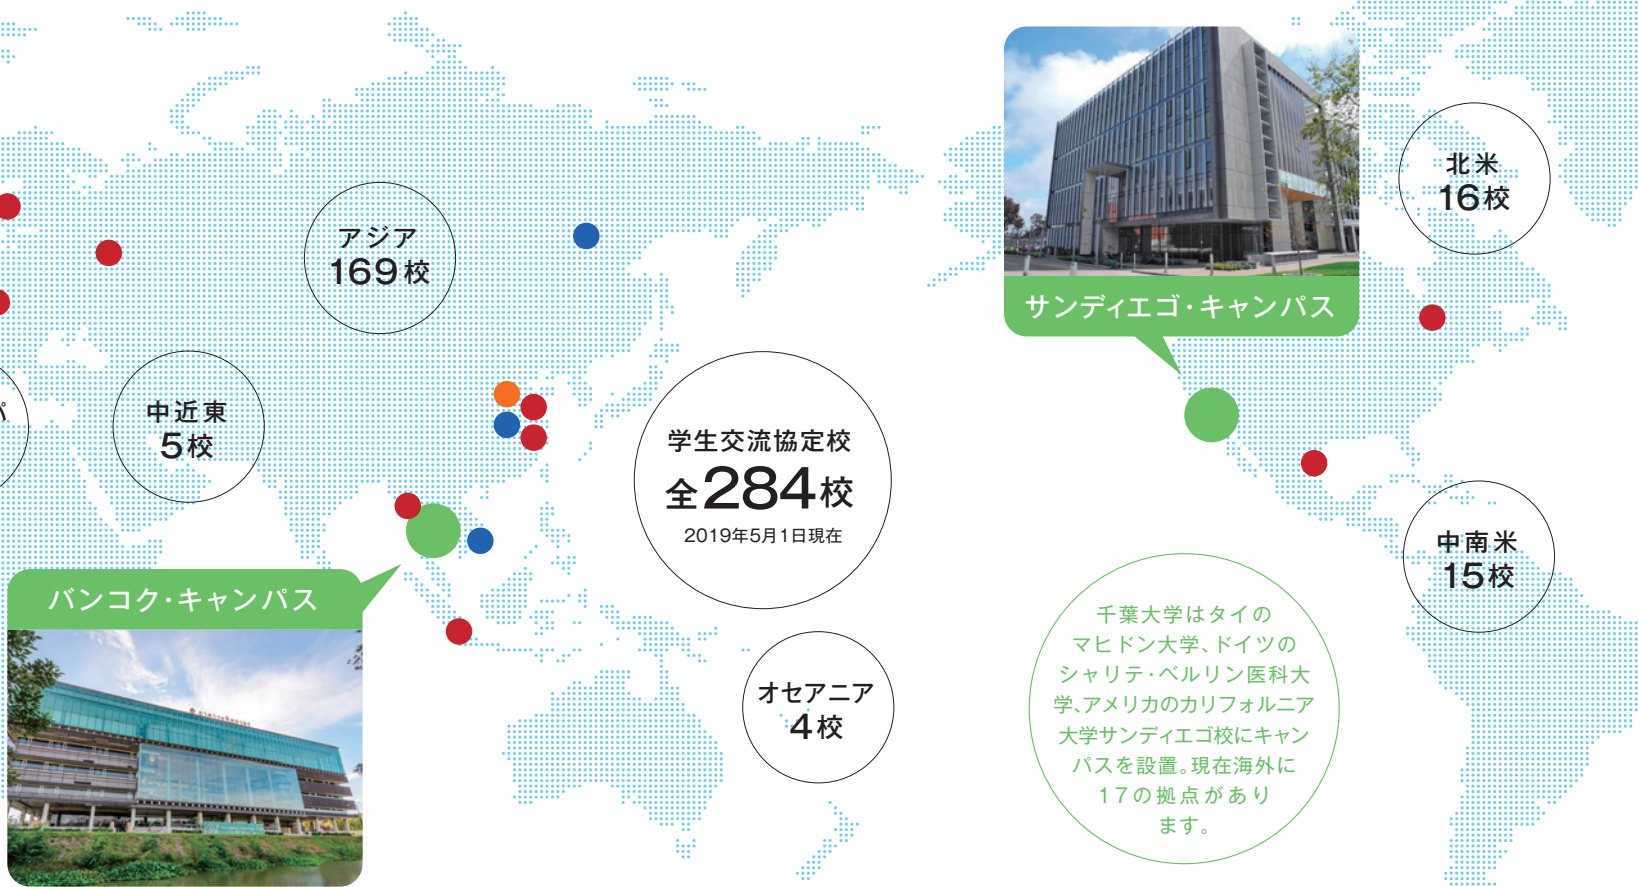 アジア
169校
中近東
5校
パ
学生交流協定校
全284校
2019年5月1日現在
バンコク・キャンパス
オセアニア
4校
サンディエゴ・キャンパス
北米
16校
中南米
15校
千葉大学はタイの
マヒドン大学、ドイツの
シャリテ・ベルリン医科大
学、アメリカのカリフォルニア
大学サンディエゴ校にキャン
パスを設置。現在海外に
17の拠点があり
ます。